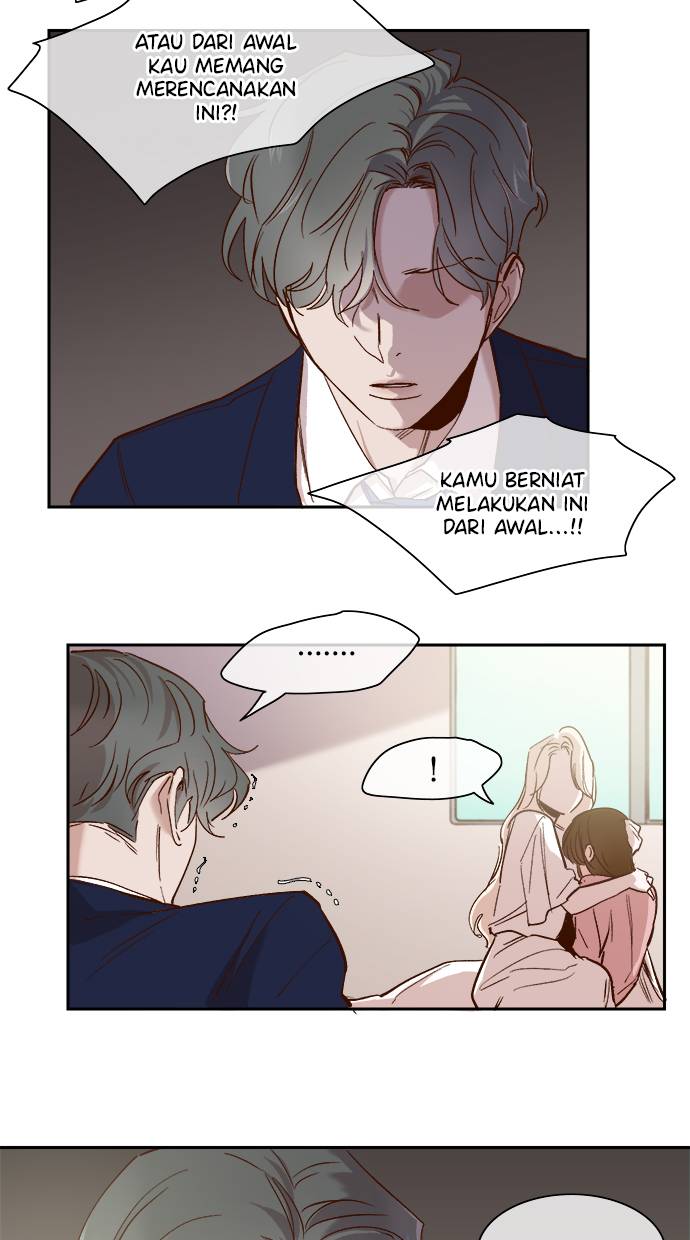 ATAU DARI AWAL
KAU MEMANG
MERENCANAKAN
INI?!
KAMU BERNIAT
MELAKUKAN INI
DARI AWAL...!!
.......
!